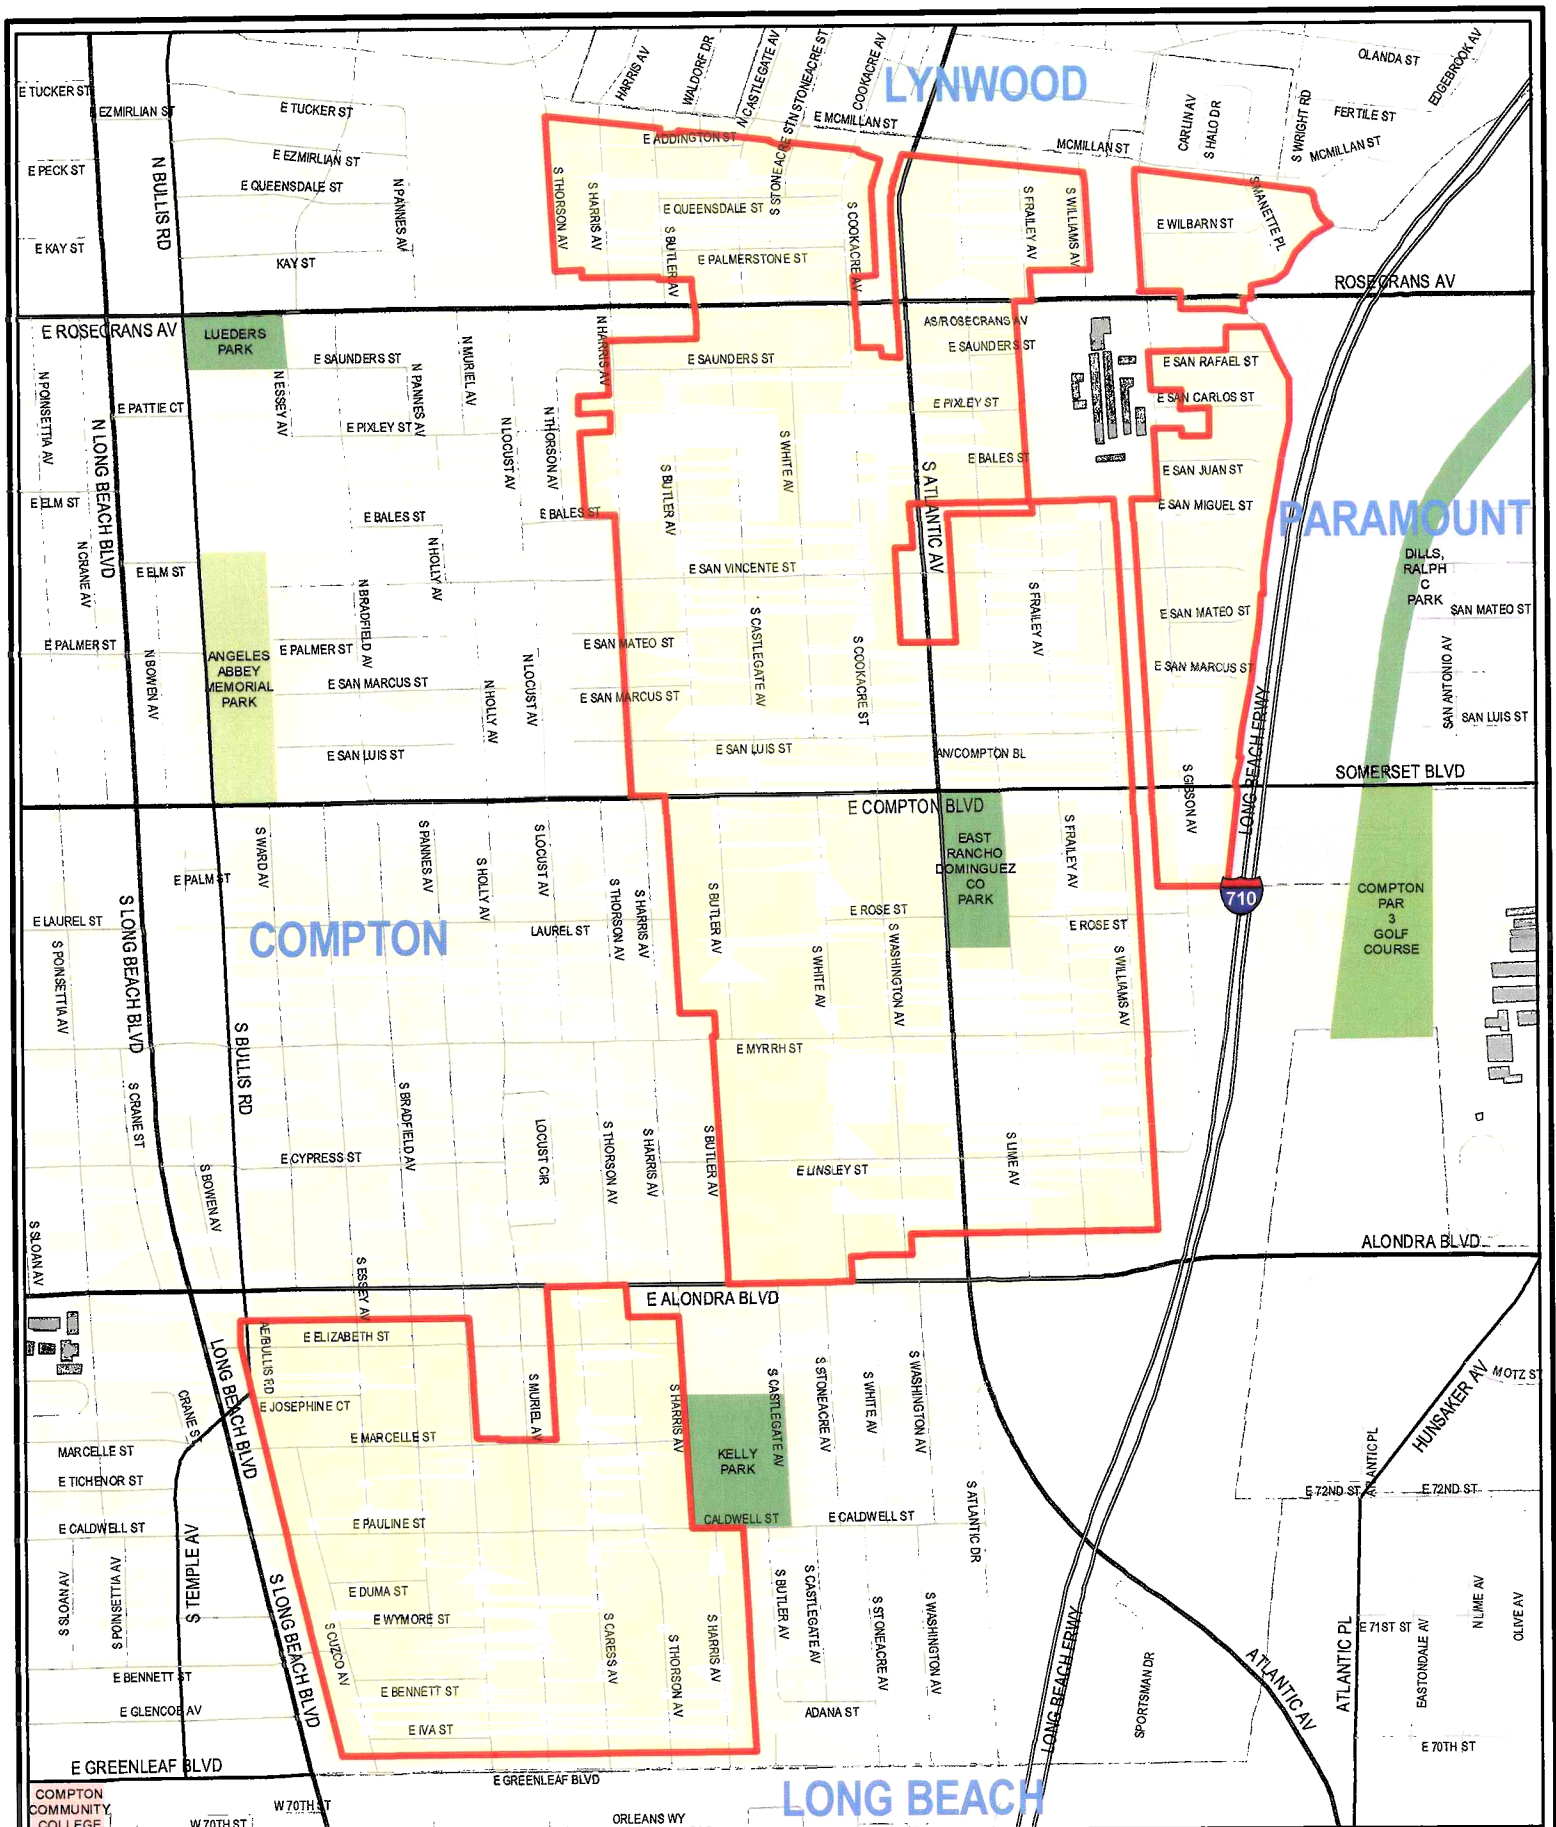 LYNWOOD
HARRIS AV
WALDORF DR
N CASTLEGATE AV
N STONEACRE ST
COOKACRE AV
OLANDA ST
EDGEBROOK AV
E TUCKER ST
EZMIRLIAN ST
E TUCKER ST
E ADDINGTON ST
E MCMILLAN ST
MCMILLAN ST
CARLIN AV
S HALO DR
S WRIGHT RD
FERTILE ST
MCMILLAN ST
E PECK ST
N BULLIS RD
E EZMIRLIAN ST
E QUEENSDALE ST
N PANNES AV
S THORSON AV
S HARRIS AV
E QUEENSDALE ST
S STONEACRE ST
S COOKACRE AV
S FRAILEY AV
S WILLIAMS AV
E WILBARN ST
S MANETTE PL
E KAY ST
KAY ST
S BUTLER AV
E PALMERSTONE ST
ROSECRANS AV
E ROSECRANS AV
LUEDERS
PARK
N HARRIS AV
AS/ROSECRANS AV
E SAUNDERS ST
E SAUNDERS ST
E SAUNDERS ST
N MURIEL AV
E SAN RAFAEL ST
N POINSETTIA AV
N ESSEY AV
N PANNES AV
E PATTIE CT
E PIXLEY ST
E PIXLEY ST
E SAN CARLOS ST
N LONG BEACH BLVD
N LOCUST AV
N THORSON AV
S BUTLER AV
S WHITE AV
S ATLANTIC AV
E BALES ST
E SAN JUAN ST
E ELM ST
E BALES ST
E BALES ST
E SAN MIGUEL ST
PARAMOUNT
N CRANE AV
E ELM ST
N HOLLY AV
E SAN VINCENTE ST
DILLS,
RALPH
C
PARK
N BRADFIELD AV
S CASTLEGATE AV
S FRAILEY AV
E SAN MATEO ST
SAN MATEO ST
E PALMER ST
N BOWEN AV
ANGELES
ABBEY
MEMORIAL
PARK
E PALMER ST
E SAN MARCUS ST
E SAN MATEO ST
E SAN MARCUS ST
N HOLLY AV
N LOCUST AV
S COOKACRE ST
E SAN MARCUS ST
SAN ANTONIO AV
SAN LUIS ST
E SAN LUIS ST
E SAN LUIS ST
AN/COMPTON BL
LONG BEACH FRWY
SOMERSET BLVD
E COMPTON BLVD
S GIBSON AV
S WARD AV
S PANNES AV
S HOLLY AV
S LOCUST AV
EAST
RANCHO
DOMINGUEZ
CO
PARK
S FRAILEY AV
E PALM ST
S THORSON AV
S HARRIS AV
S BUTLER AV
710
COMPTON
PAR
3
GOLF
COURSE
E LAUREL ST
COMPTON
LAUREL ST
E ROSE ST
E ROSE ST
S POINSETTIA AV
S LONG BEACH BLVD
S WHITE AV
S WASHINGTON AV
S WILLIAMS AV
S BULLIS RD
E MYRRH ST
S CRANE ST
S BRADFIELD AV
LOCUST CIR
S THORSON AV
S HARRIS AV
S BUTLER AV
S LIME AV
S BOWEN AV
E CYPRESS ST
E LINSLEY ST
S SLOAN AV
ALONDRA BLVD
S ESSEY AV
E ALONDRA BLVD
AE/BULLIS RD
E ELIZABETH ST
LONG BEACH BLVD
CRANE ST
E JOSEPHINE CT
S MURIEL AV
S HARRIS AV
S CASTLEGATE AV
S STONEACRE AV
S WHITE AV
S WASHINGTON AV
HUNSAKER AV
MOTZ ST
MARCELLE ST
E MARCELLE ST
KELLY
PARK
ATLANTIC PL
E TICHENOR ST
E 72ND ST
E 72ND ST
E CALDWELL ST
E PAULINE ST
CALDWELL ST
E CALDWELL ST
S ATLANTIC DR
S TEMPLE AV
S SLOAN AV
S POINSETTIA AV
S LONG BEACH BLVD
E DUMA ST
E WYMORE ST
S CUZCO AV
S CARESS AV
S THORSON AV
S HARRIS AV
S BUTLER AV
S CASTLEGATE AV
S STONEACRE AV
S WASHINGTON AV
LONG BEACH FRWY
SPORTSMAN DR
ATLANTIC AV
ATLANTIC PL
E 71ST ST
EASTONDALE AV
N LIME AV
OLIVE AV
E BENNETT ST
E BENNETT ST
E GLENCOE AV
ADANA ST
E IVA ST
E 70TH ST
E GREENLEAF BLVD
E GREENLEAF BLVD
LONG BEACH
COMPTON
COMMUNITY
COLLEGE
W 70TH ST
W 70TH ST
ORLEANS WY